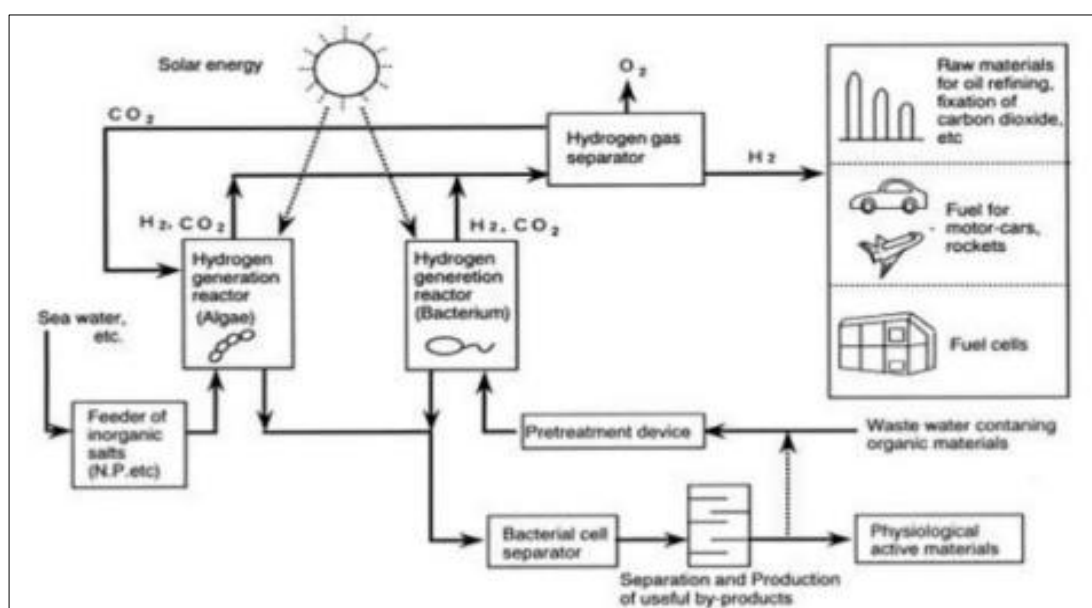 Solar energy
O2
CO2
Hydrogen gas
separator
H2
Raw materials
for oil refining,
fixation of
carbon dioxide,
etc
H2, CO2
H2, CO2
Fuel for
motor-cars,
rockets
Hydrogen
generation
reactor
(Algae)
Hydrogen
generetion
reactor
(Bacterium)
Sea water,
etc.
Fuel cells
Feeder of
inorganic
salts
(N.P.etc)
Pretreatment device
Waste water contaning
organic materials
Bacterial cell
separator
Physiological
active materials
Separation and Production
of useful by-products